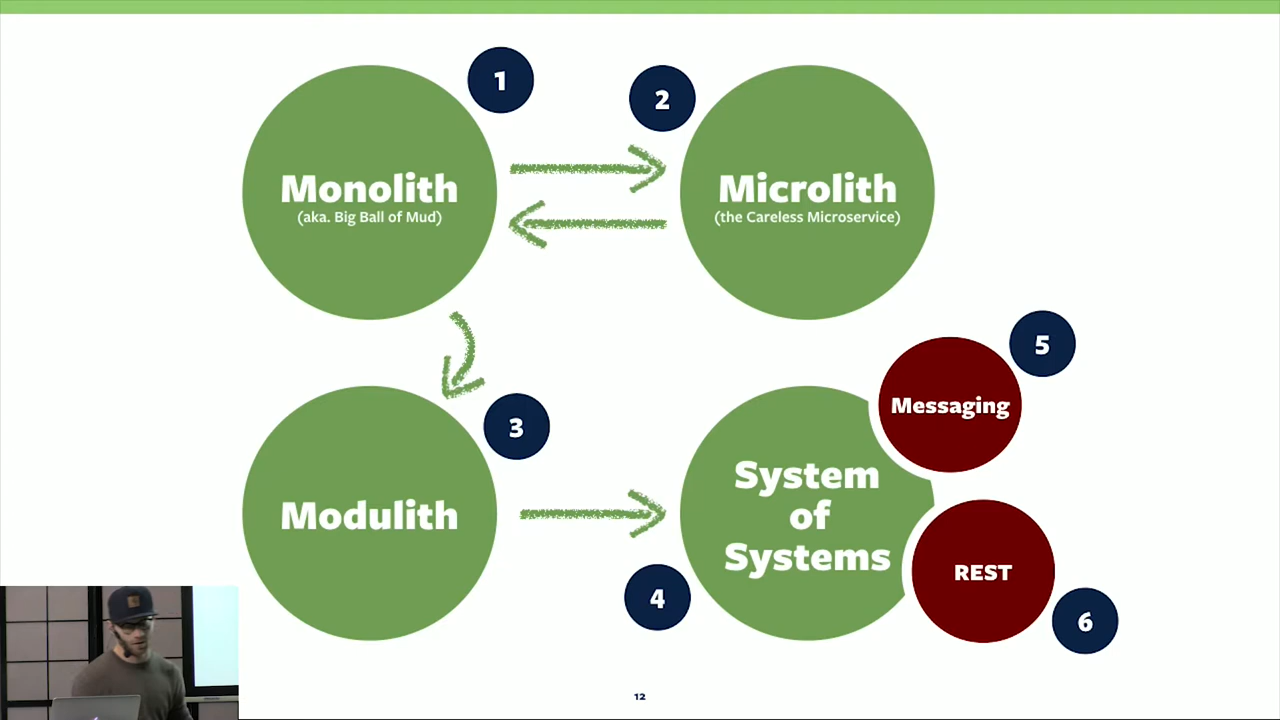 1
2
Monolith
(aka. Big Ball of Mud)
Microlith
(the Careless Microservice)
3
Modulith
4
System
of
Systems
5
Messaging
REST
6
12